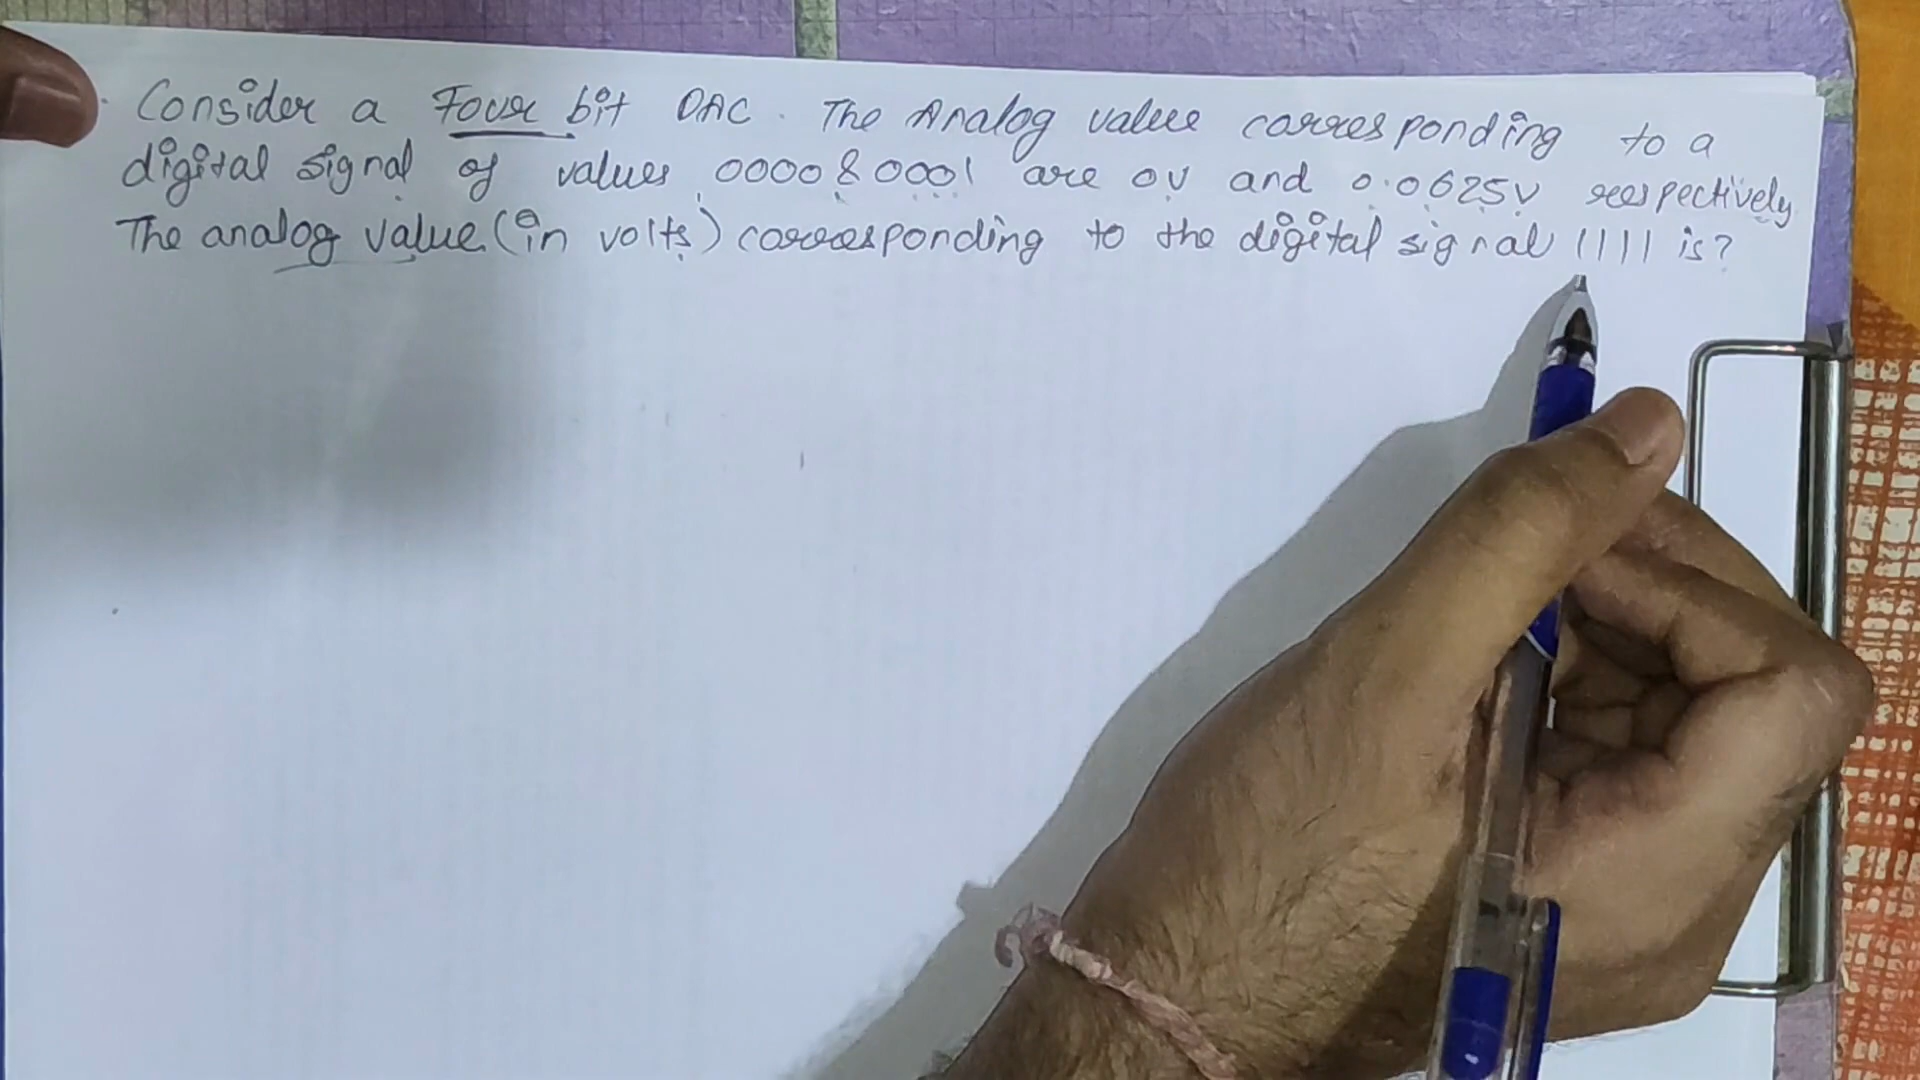 Consider a Four bit DAC. The Analog value corresponding to a
digital signal of values 0000 & 0001 are 0V and 0.0625V respectively
The analog value (in volts) corresponding to the digital signal 1111 is?